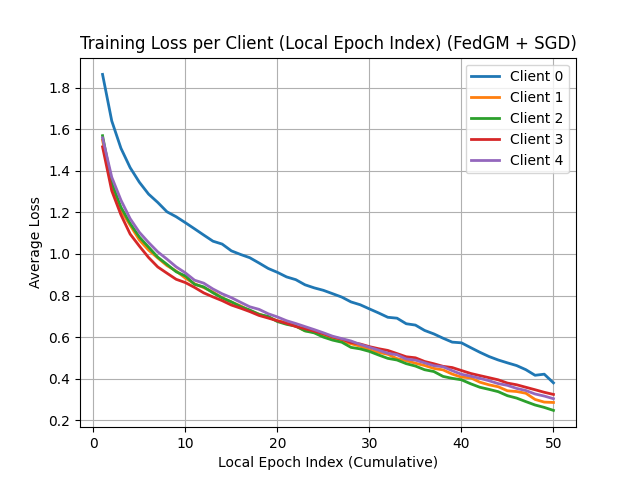 Training Loss per Client (Local Epoch Index) (FedGM + SGD)
Client 0
Client 1
Client 2
Client 3
Client 4
Average Loss
1.8
1.6
1.4
1.2
1.0
0.8
0.6
0.4
0.2
0 10 20 30 40 50
Local Epoch Index (Cumulative)